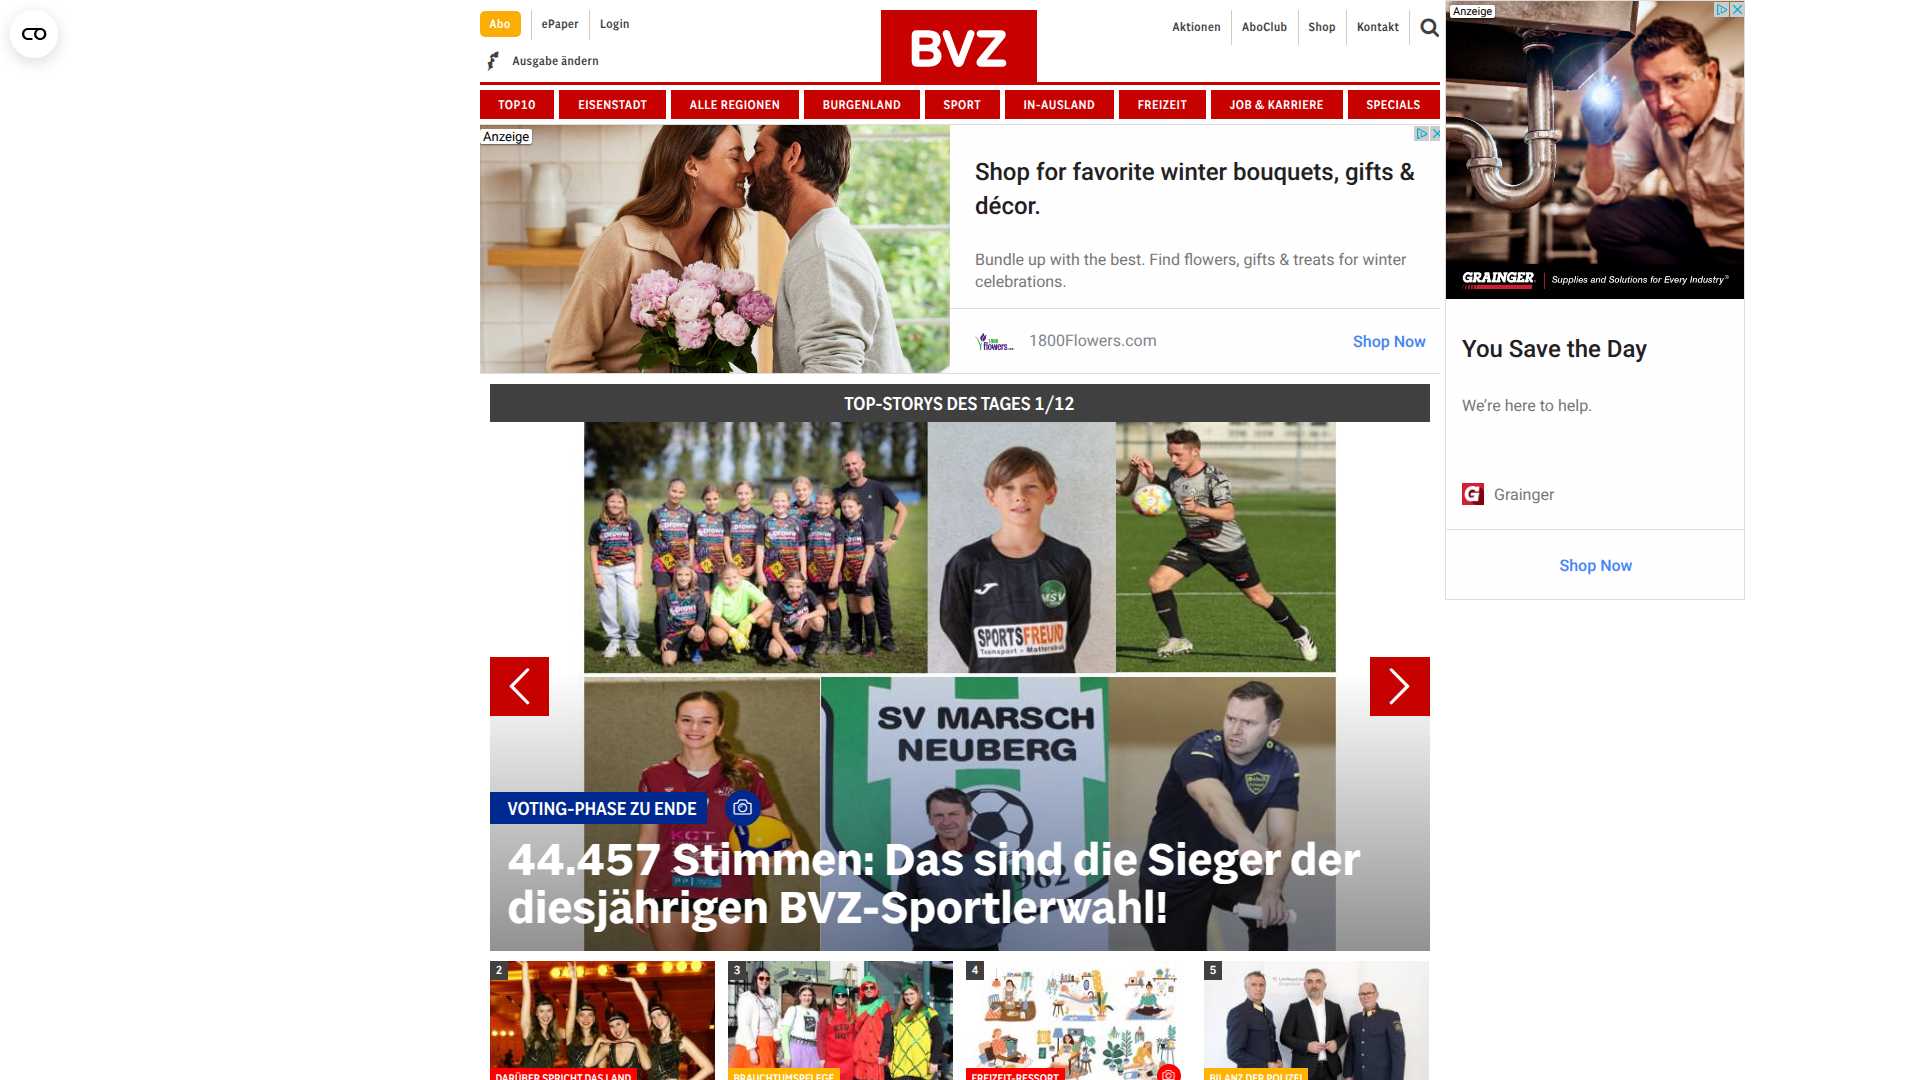 Abo
ePaper
Login
Ausgabe ändern
BVZ
Aktionen
AboClub
Shop
Kontakt
TOP10
EISENSTADT
ALLE REGIONEN
BURGENLAND
SPORT
IN-AUSLAND
FREIZEIT
JOB & KARRIERE
SPECIALS
Anzeige
Shop for favorite winter bouquets, gifts &
décor.
Bundle up with the best. Find flowers, gifts & treats for winter
celebrations.
1800Flowers.com
Shop Now
Anzeige
GRAINGER
Supplies and Solutions for Every Industry®
You Save the Day
We're here to help.
G
Grainger
Shop Now
TOP-STORYS DES TAGES 1/12
MSV
SPORTSFREUND
SV MARSCH
NEUBERG
962
KGT
VOTING-PHASE ZU ENDE
44.457 Stimmen: Das sind die Sieger der
diesjährigen BVZ-Sportlerwahl!
2
DARÜBER SPRICHT DAS LAND
3
BRAUCHTUMSPFLEGE
4
FREIZEIT-RESSORT
5
BILANZ DER POLIZEI